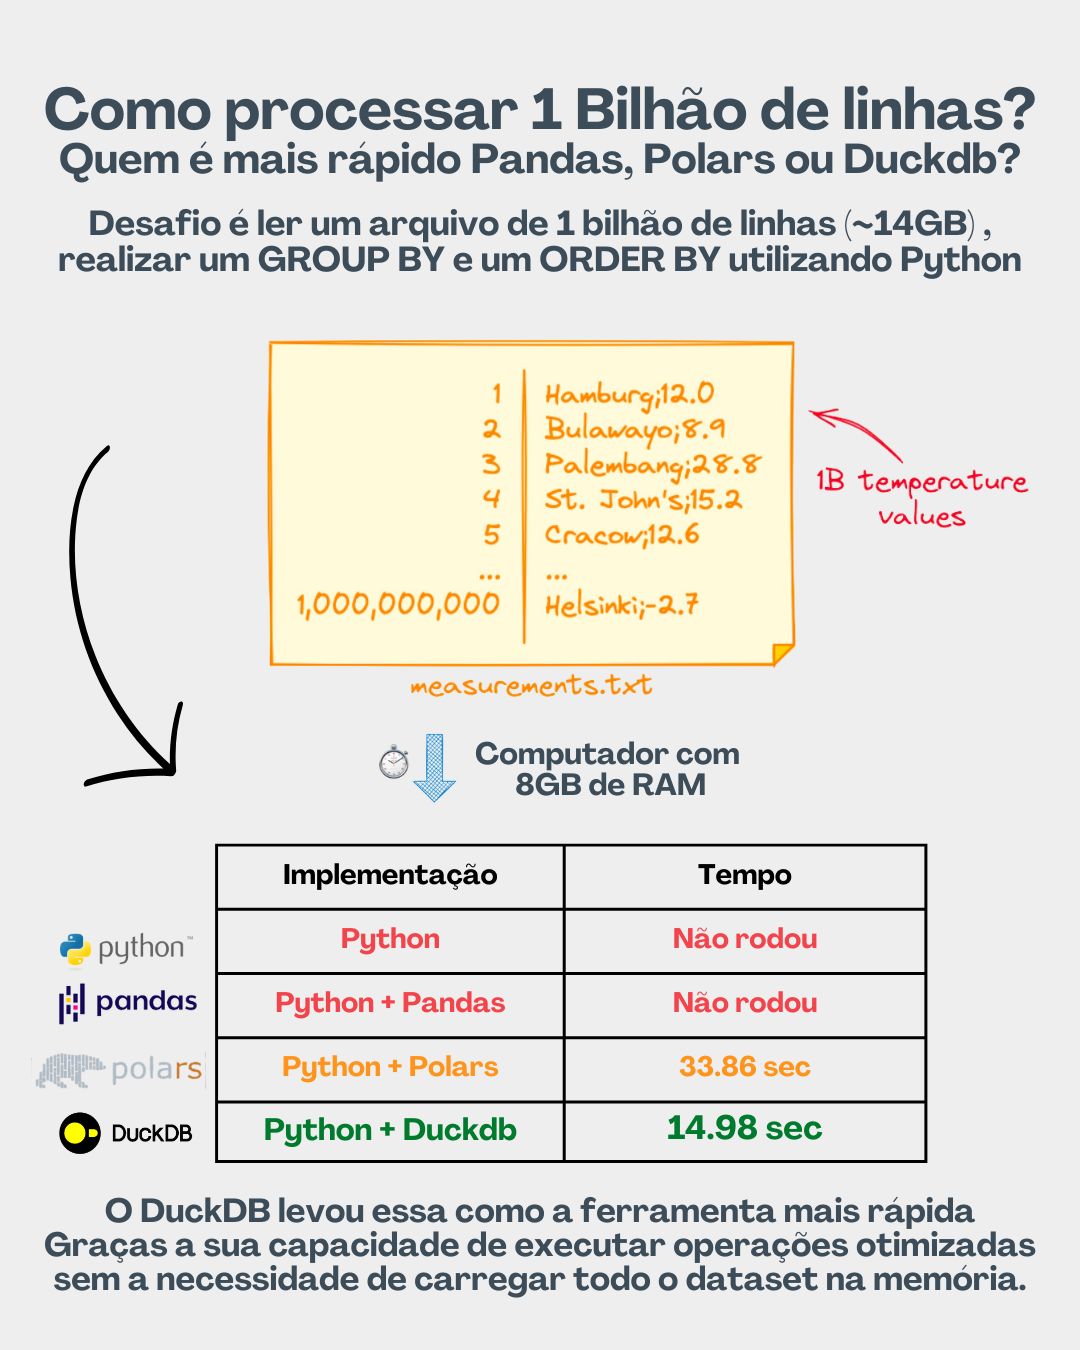 Como processar 1 Bilhão de linhas?
Quem é mais rápido Pandas, Polars ou Duckdb?
Desafio é ler um arquivo de 1 bilhão de linhas (~14GB) ,
realizar um GROUP BY e um ORDER BY utilizando Python
1 Hamburg;12.0
2 Bulawayo;8.9
3 Palembang;28.8
4 St. John's;15.2
5 Cracow;12.6
... ...
1,000,000,000 Helsinki;-2.7
1B temperature
values
measurements.txt
Computador com
8GB de RAM
Implementação Tempo
python™ Python Não rodou
pandas Python + Pandas Não rodou
polars Python + Polars 33.86 sec
DuckDB Python + Duckdb 14.98 sec
O DuckDB levou essa como a ferramenta mais rápida
Graças a sua capacidade de executar operações otimizadas
sem a necessidade de carregar todo o dataset na memória.